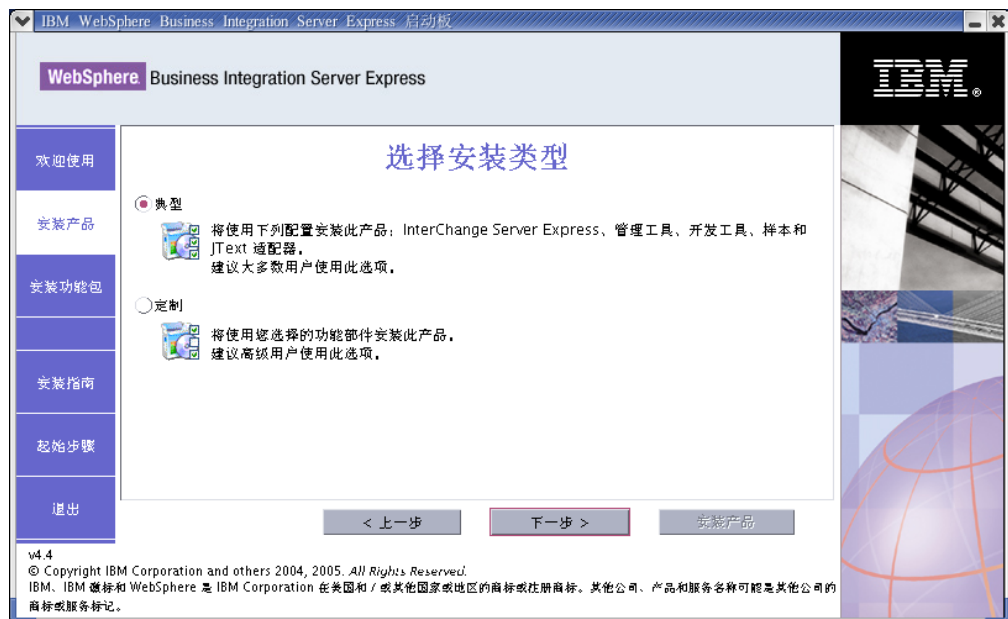 IBM WebSphere Business Integration Server Express 启动板
WebSphere. Business Integration Server Express
IBM®
欢迎使用
安装产品
安装功能包
安装指南
起始步骤
退出
选择安装类型
典型
将使用下列配置安装此产品：InterChange Server Express、管理工具、开发工具、样本和
JText 适配器。
建议大多数用户使用此选项。
定制
将使用您选择的功能部件安装此产品。
建议高级用户使用此选项。
< 上一步
下一步 >
安装产品
v4.4
© Copyright IBM Corporation and others 2004, 2005. All Rights Reserved.
IBM、IBM 徽标和 WebSphere 是 IBM Corporation 在美国和 / 或其他国家或地区的商标或注册商标。其他公司、产品和服务名称可能是其他公司的
商标或服务标记。